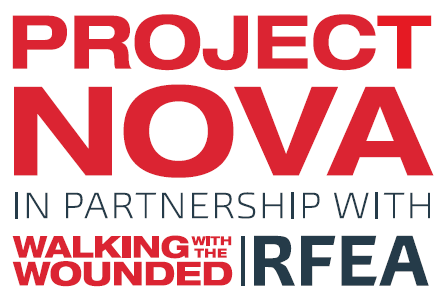 PROJECT
NOVA
IN PARTNERSHIP WITH
WALKING WITH THE WOUNDED | RFEA